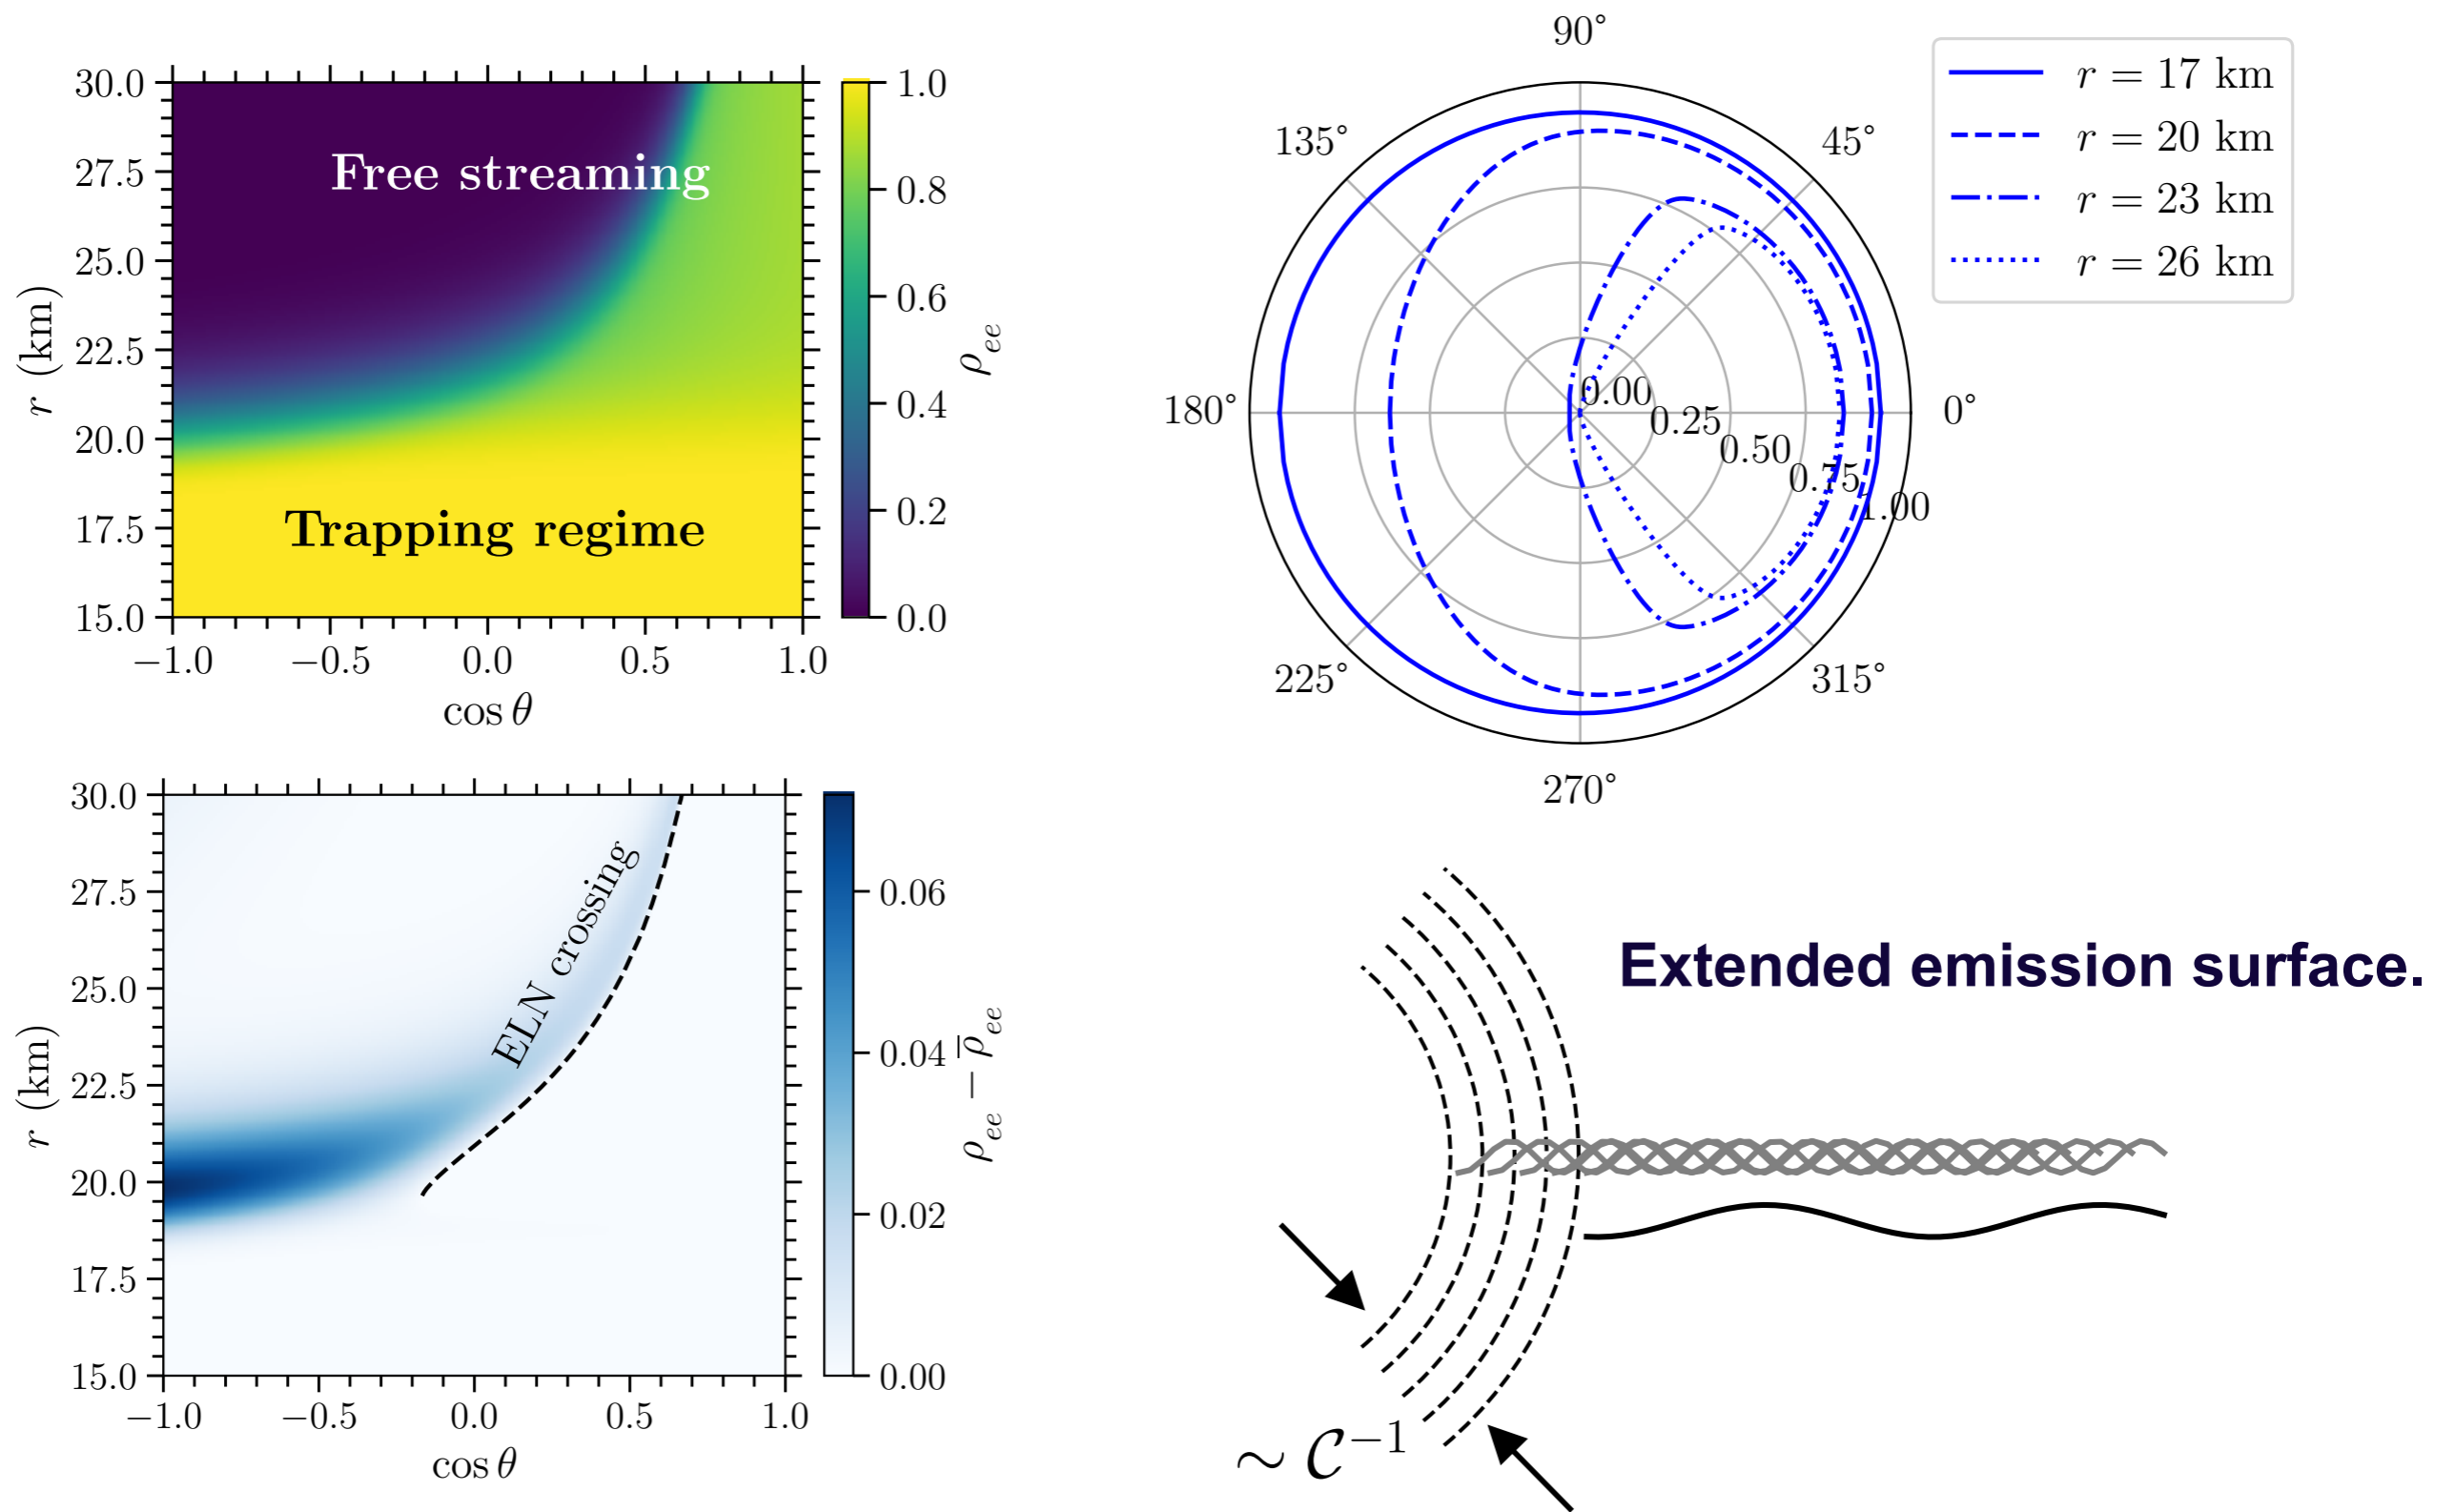 30.0
27.5
25.0
22.5
20.0
17.5
15.0
r (km)
−1.0 −0.5 0.0 0.5 1.0
cos θ
Free streaming
Trapping regime
1.0
0.8
0.6
0.4
0.2
0.0
ρee
90°
135° 45°
180° 0°
225° 315°
270°
0.00
0.25
0.50
0.75
1.00
r = 17 km
r = 20 km
r = 23 km
r = 26 km
30.0
27.5
25.0
22.5
20.0
17.5
15.0
r (km)
−1.0 −0.5 0.0 0.5 1.0
cos θ
ELN crossing
0.06
0.04
0.02
0.00
ρee − ρ̅ee
Extended emission surface.
∼ 𝒞⁻¹